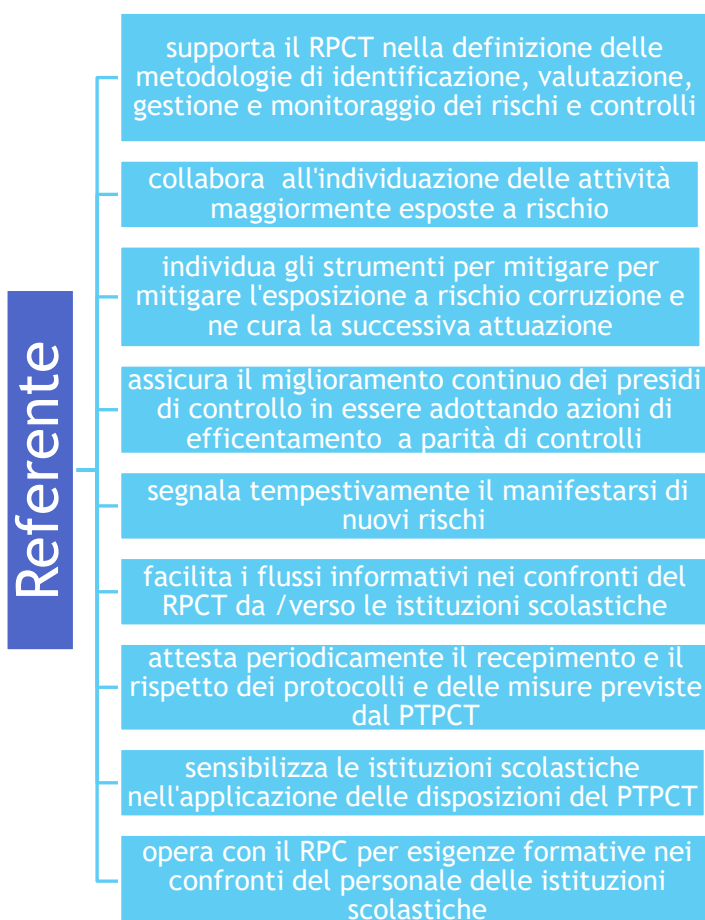 Referente
supporta il RPCT nella definizione delle
metodologie di identificazione, valutazione,
gestione e monitoraggio dei rischi e controlli
collabora  all'individuazione delle attività
maggiormente esposte a rischio
individua gli strumenti per mitigare per
mitigare l'esposizione a rischio corruzione e
ne cura la successiva attuazione
assicura il miglioramento continuo dei presidi
di controllo in essere adottando azioni di
efficentamento  a parità di controlli
segnala tempestivamente il manifestarsi di
nuovi rischi
facilita i flussi informativi nei confronti del
RPCT da /verso le istituzioni scolastiche
attesta periodicamente il recepimento e il
rispetto dei protocolli e delle misure previste
dal PTPCT
sensibilizza le istituzioni scolastiche
nell'applicazione delle disposizioni del PTPCT
opera con il RPC per esigenze formative nei
confronti del personale delle istituzioni
scolastiche